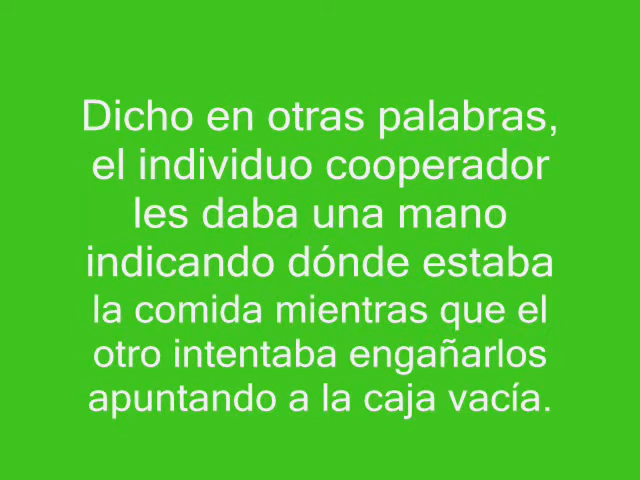 Dicho en otras palabras,
el individuo cooperador
les daba una mano
indicando dónde estaba
la comida mientras que el
otro intentaba engañarlos
apuntando a la caja vacía.